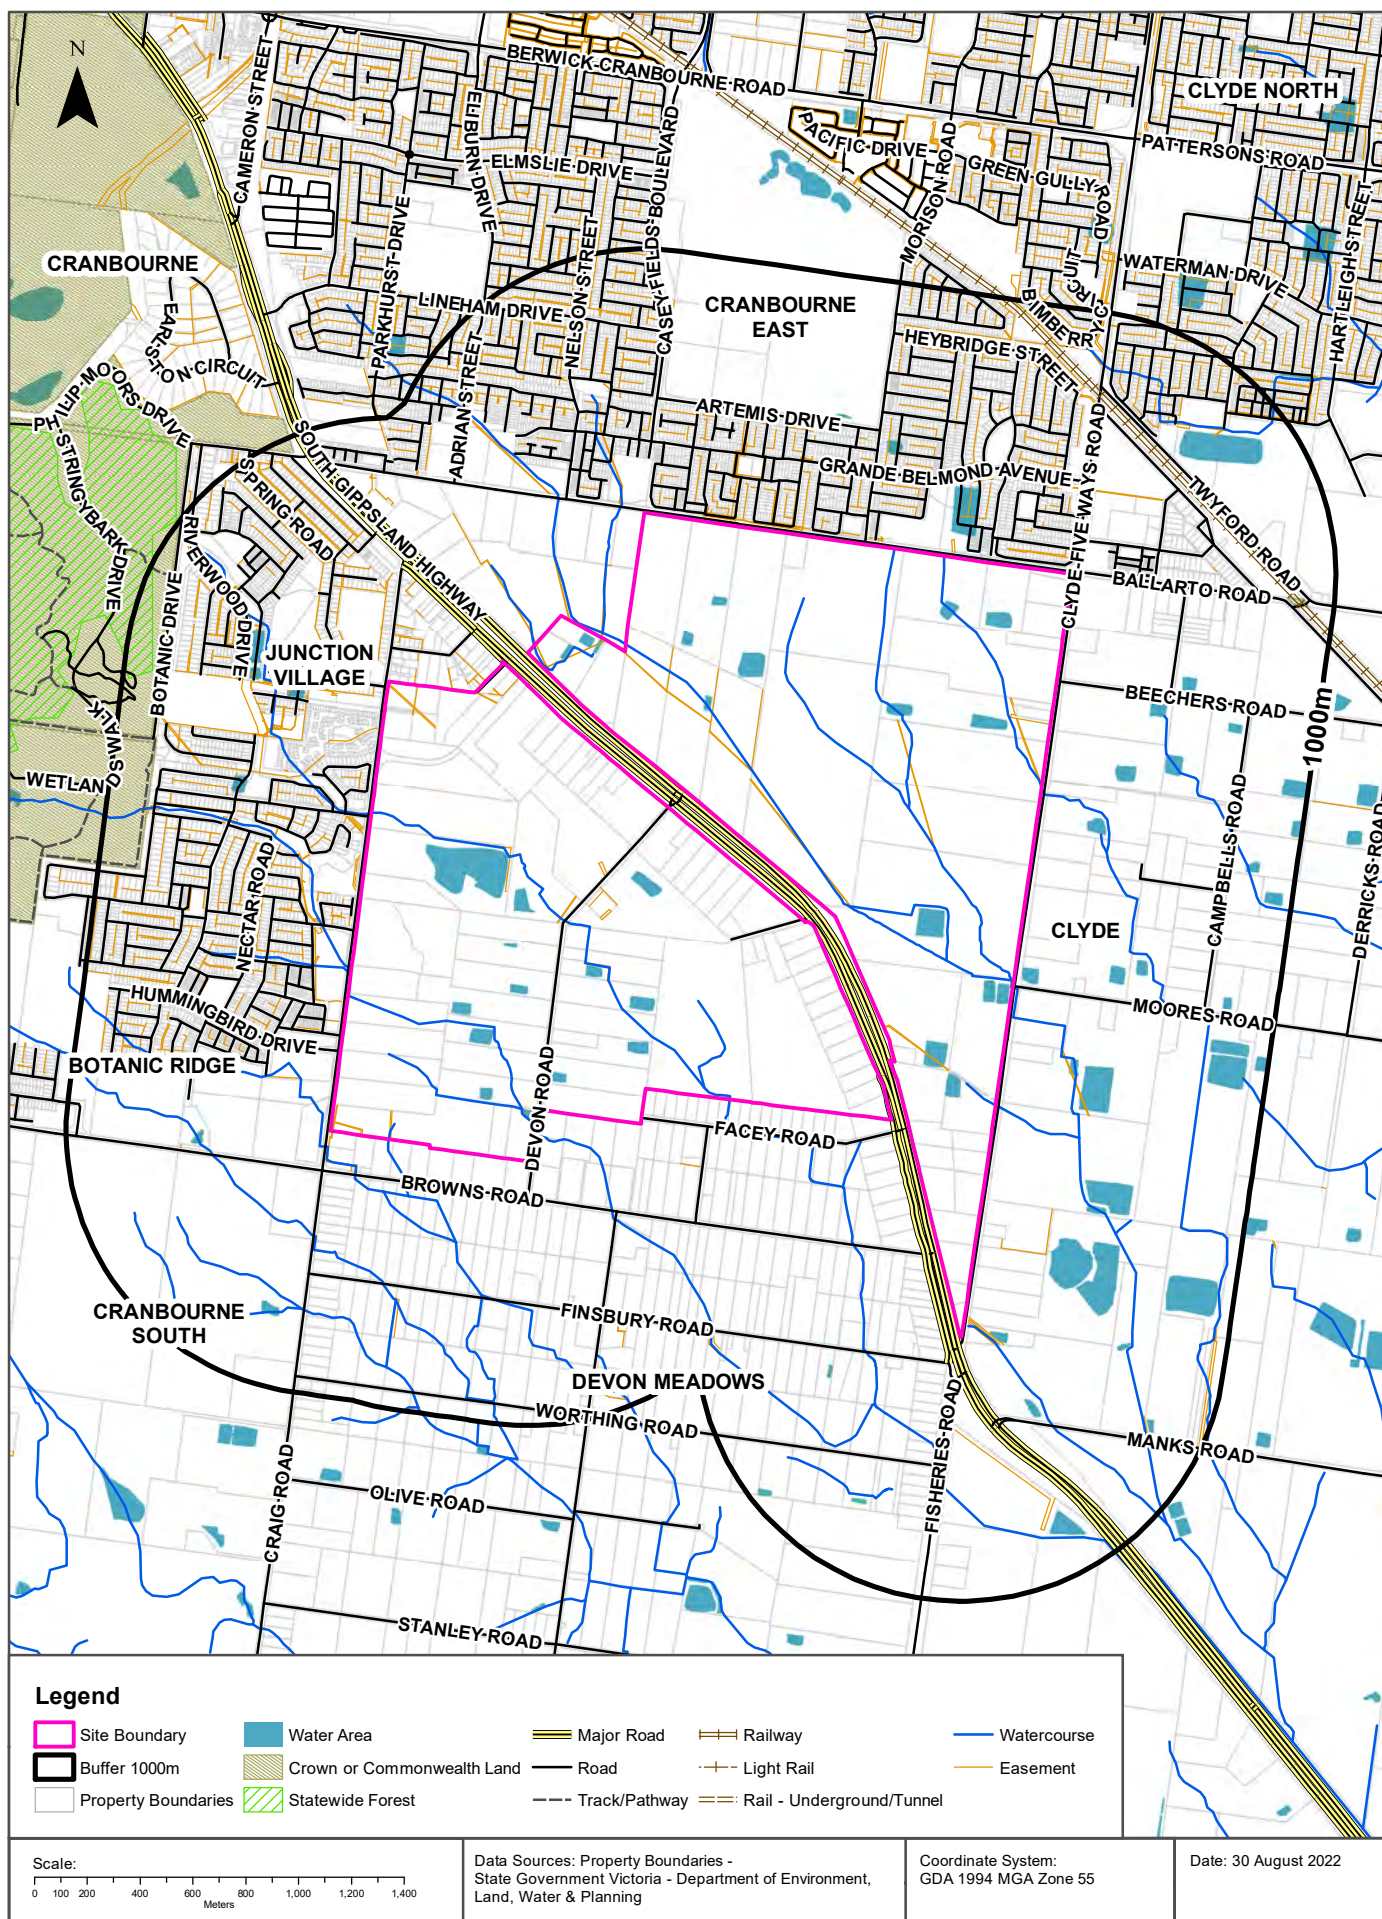 N
BERWICK-CRANBOURNE ROAD
CLYDE NORTH
CAMERON STREET
EL BURN DRIVE
ELMSLIE DRIVE
CASEY FIELDS BOULEVARD
PACIFIC DRIVE
MORISON ROAD
GREEN GULLY ROAD
PATTERSONS ROAD
HARTLEIGH STREET
CRANBOURNE
PARKHURST DRIVE
NELSON STREET
WATERMAN DRIVE
EARLSTON CIRCUIT
LINEHAM DRIVE
CRANBOURNE
EAST
BIMBERRY CIRCUIT
HEYBRIDGE STREET
PHILIP MOORS DRIVE
ADRIAN STREET
ARTEMIS DRIVE
STRINGYBARK DRIVE
SPRING ROAD
SOUTH GIPPSLAND HIGHWAY
GRANDE BELMOND AVENUE
CLYDE-FIVE WAYS ROAD
TWYFORD ROAD
RIVERWOOD DRIVE
BALLARTO ROAD
BOTANIC DRIVE
JUNCTION
VILLAGE
BEECHERS ROAD
1000m
WETLANDS WALK
CAMPBELLS ROAD
DERRICKS ROAD
NECTAR ROAD
CLYDE
HUMMINGBIRD DRIVE
MOORES ROAD
BOTANIC RIDGE
DEVON ROAD
FACEY ROAD
BROWNS ROAD
CRANBOURNE
SOUTH
FINSBURY ROAD
DEVON MEADOWS
WORTHING ROAD
FISHERIES ROAD
MANKS ROAD
CRAIG ROAD
OLIVE ROAD
STANLEY ROAD
Legend
Site Boundary
Buffer 1000m
Property Boundaries
Water Area
Crown or Commonwealth Land
Statewide Forest
Major Road
Road
Track/Pathway
Railway
Light Rail
Rail - Underground/Tunnel
Watercourse
Easement
Scale:
0 100 200 400 600 800 1,000 1,200 1,400
Meters
Data Sources: Property Boundaries -
State Government Victoria - Department of Environment,
Land, Water & Planning
Coordinate System:
GDA 1994 MGA Zone 55
Date: 30 August 2022